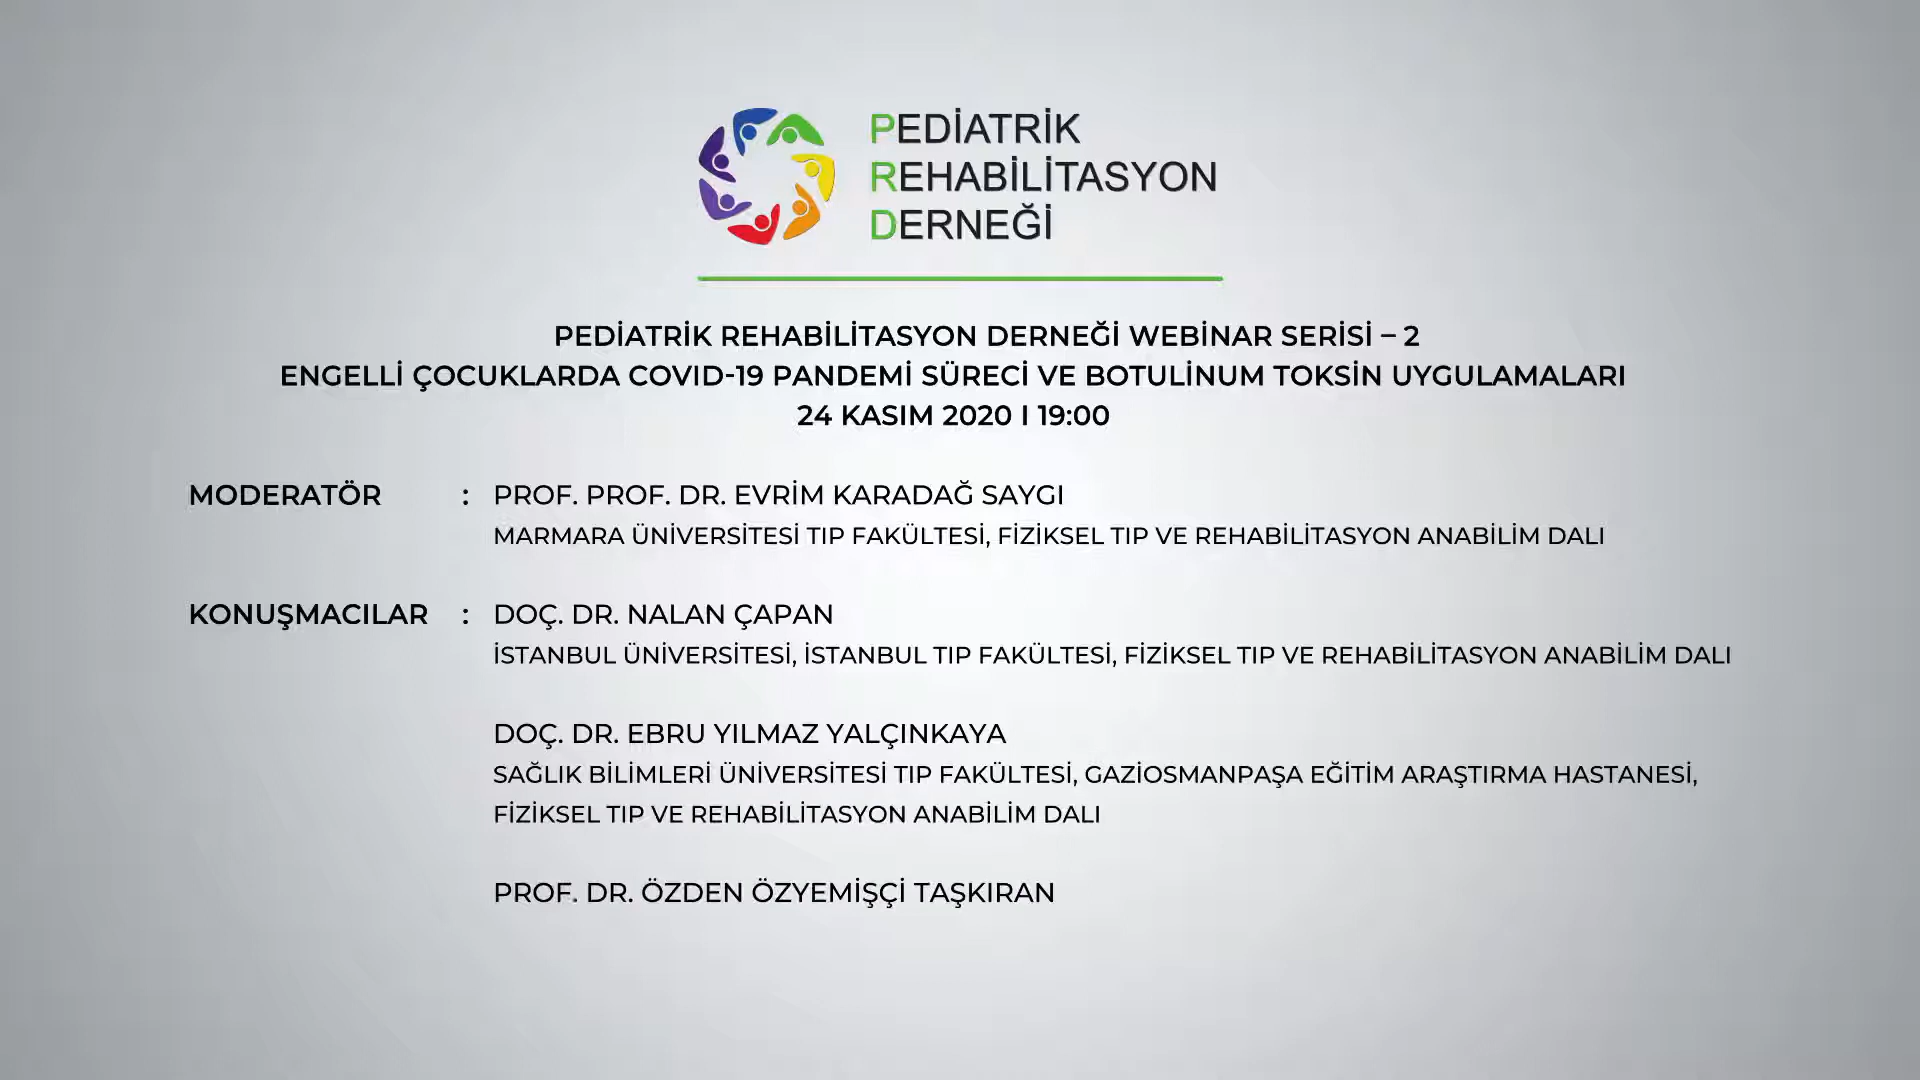 PEDİATRİK
REHABİLİTASYON
DERNEĞİ
PEDİATRİK REHABİLİTASYON DERNEĞİ WEBİNAR SERİSİ – 2
ENGELLİ ÇOCUKLARDA COVID-19 PANDEMİ SÜRECİ VE BOTULİNUM TOKSİN UYGULAMALARI
24 KASIM 2020 I 19:00
MODERATÖR : PROF. PROF. DR. EVRİM KARADAĞ SAYGI
MARMARA ÜNİVERSİTESİ TIP FAKÜLTESİ, FİZİKSEL TIP VE REHABİLİTASYON ANABİLİM DALI
KONUŞMACILAR : DOÇ. DR. NALAN ÇAPAN
İSTANBUL ÜNİVERSİTESİ, İSTANBUL TIP FAKÜLTESİ, FİZİKSEL TIP VE REHABİLİTASYON ANABİLİM DALI
DOÇ. DR. EBRU YILMAZ YALÇINKAYA
SAĞLIK BİLİMLERİ ÜNİVERSİTESİ TIP FAKÜLTESİ, GAZİOSMANPAŞA EĞİTİM ARAŞTIRMA HASTANESİ,
FİZİKSEL TIP VE REHABİLİTASYON ANABİLİM DALI
PROF. DR. ÖZDEN ÖZYEMİŞÇİ TAŞKIRAN